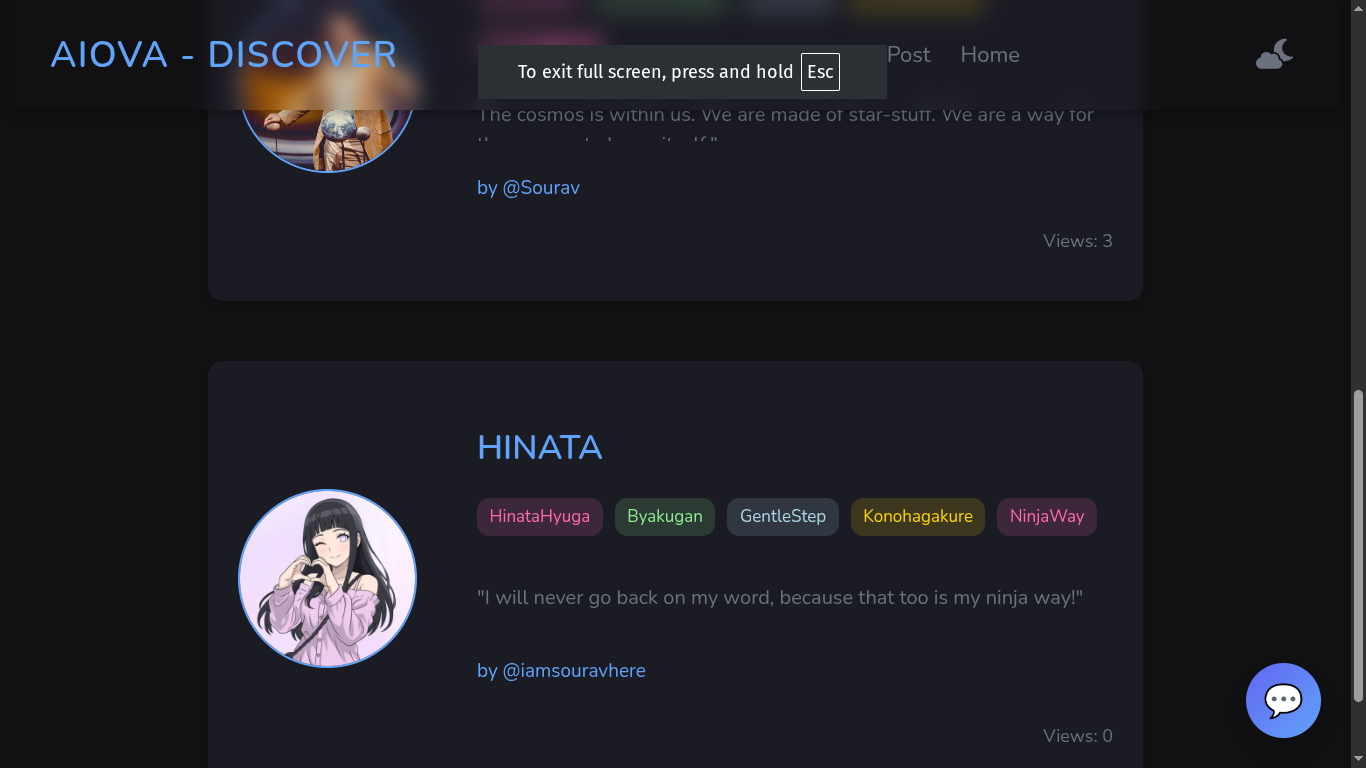 AIOVA - DISCOVER
To exit full screen, press and hold Esc
Post
Home
The cosmos is within us. We are made of star-stuff. We are a way for
by @Sourav
Views: 3
HINATA
HinataHyuga
Byakugan
GentleStep
Konohagakure
NinjaWay
"I will never go back on my word, because that too is my ninja way!"
by @iamsouravhere
Views: 0